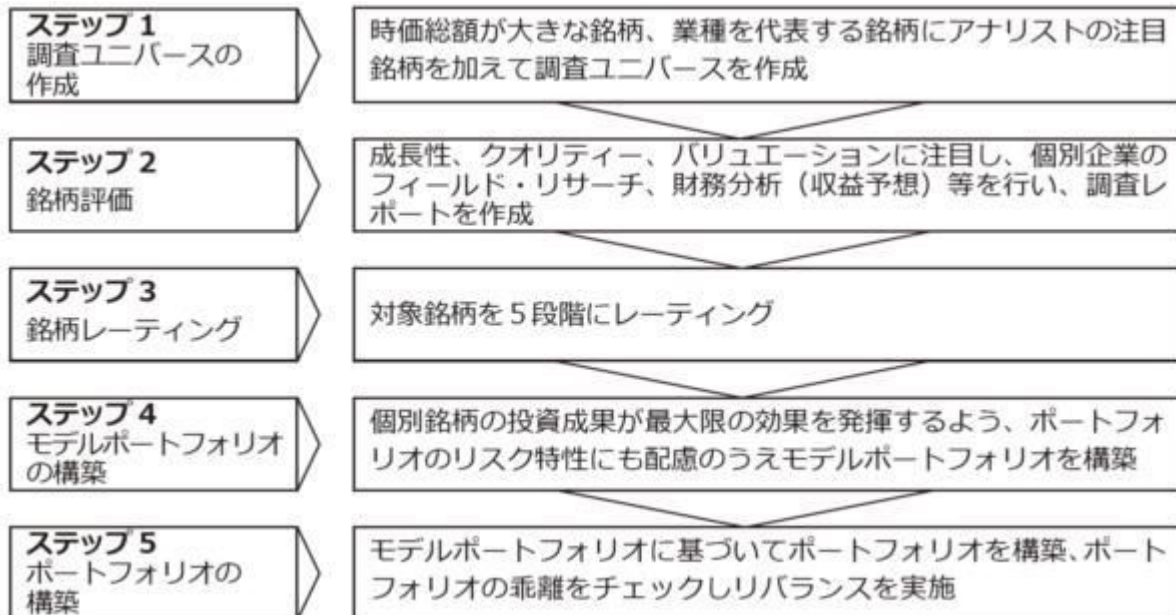 ステップ 1
調査ユニバースの
作成
時価総額が大きな銘柄、業種を代表する銘柄にアナリストの注目
銘柄を加えて調査ユニバースを作成
ステップ 2
銘柄評価
成長性、クオリティー、バリュエーションに注目し、個別企業の
フィールド・リサーチ、財務分析（収益予想）等を行い、調査レ
ポートを作成
ステップ 3
銘柄レーティング
対象銘柄を５段階にレーティング
ステップ 4
モデルポートフォリオ
の構築
個別銘柄の投資成果が最大限の効果を発揮するよう、ポートフォ
リオのリスク特性にも配慮のうえモデルポートフォリオを構築
ステップ 5
ポートフォリオの
構築
モデルポートフォリオに基づいてポートフォリオを構築、ポート
フォリオの乖離をチェックしリバランスを実施